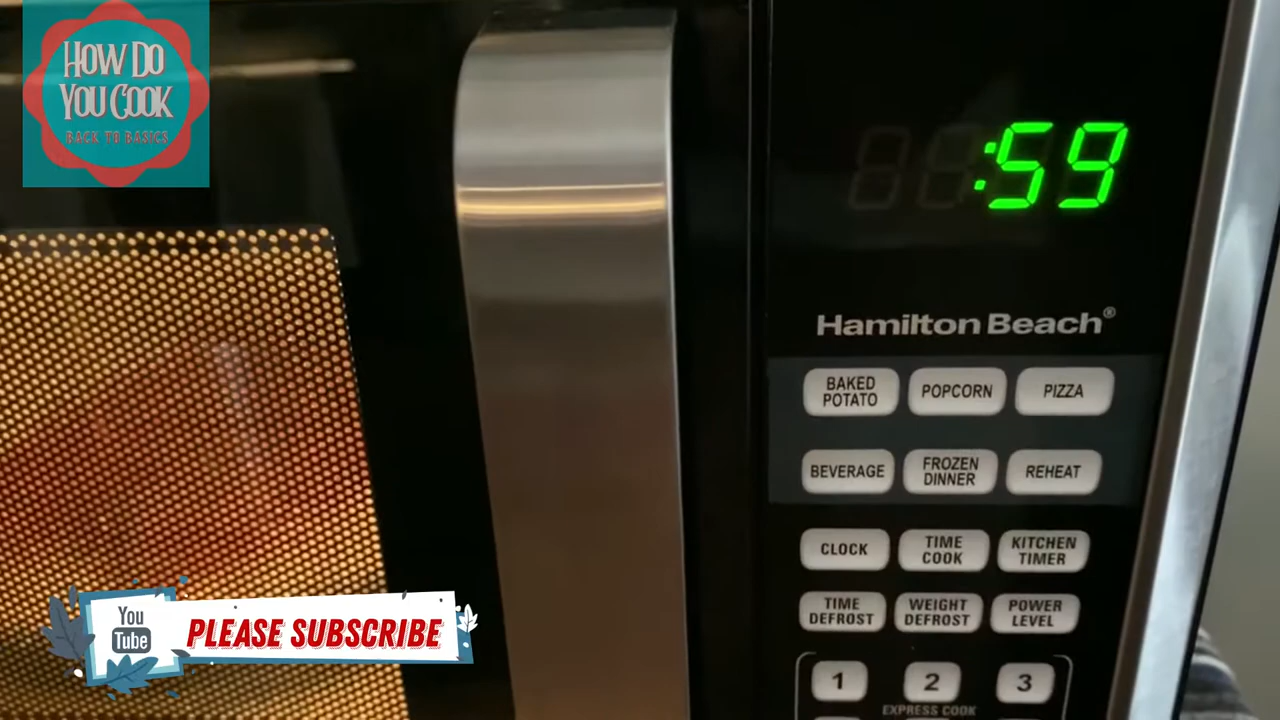 HOW DO
YOU COOK
BACK TO BASICS
:59
Hamilton Beach®
BAKED POTATO
POPCORN
PIZZA
BEVERAGE
FROZEN DINNER
REHEAT
CLOCK
TIME COOK
KITCHEN TIMER
TIME DEFROST
WEIGHT DEFROST
POWER LEVEL
1
2
3
EXPRESS COOK
You
Tube
PLEASE SUBSCRIBE